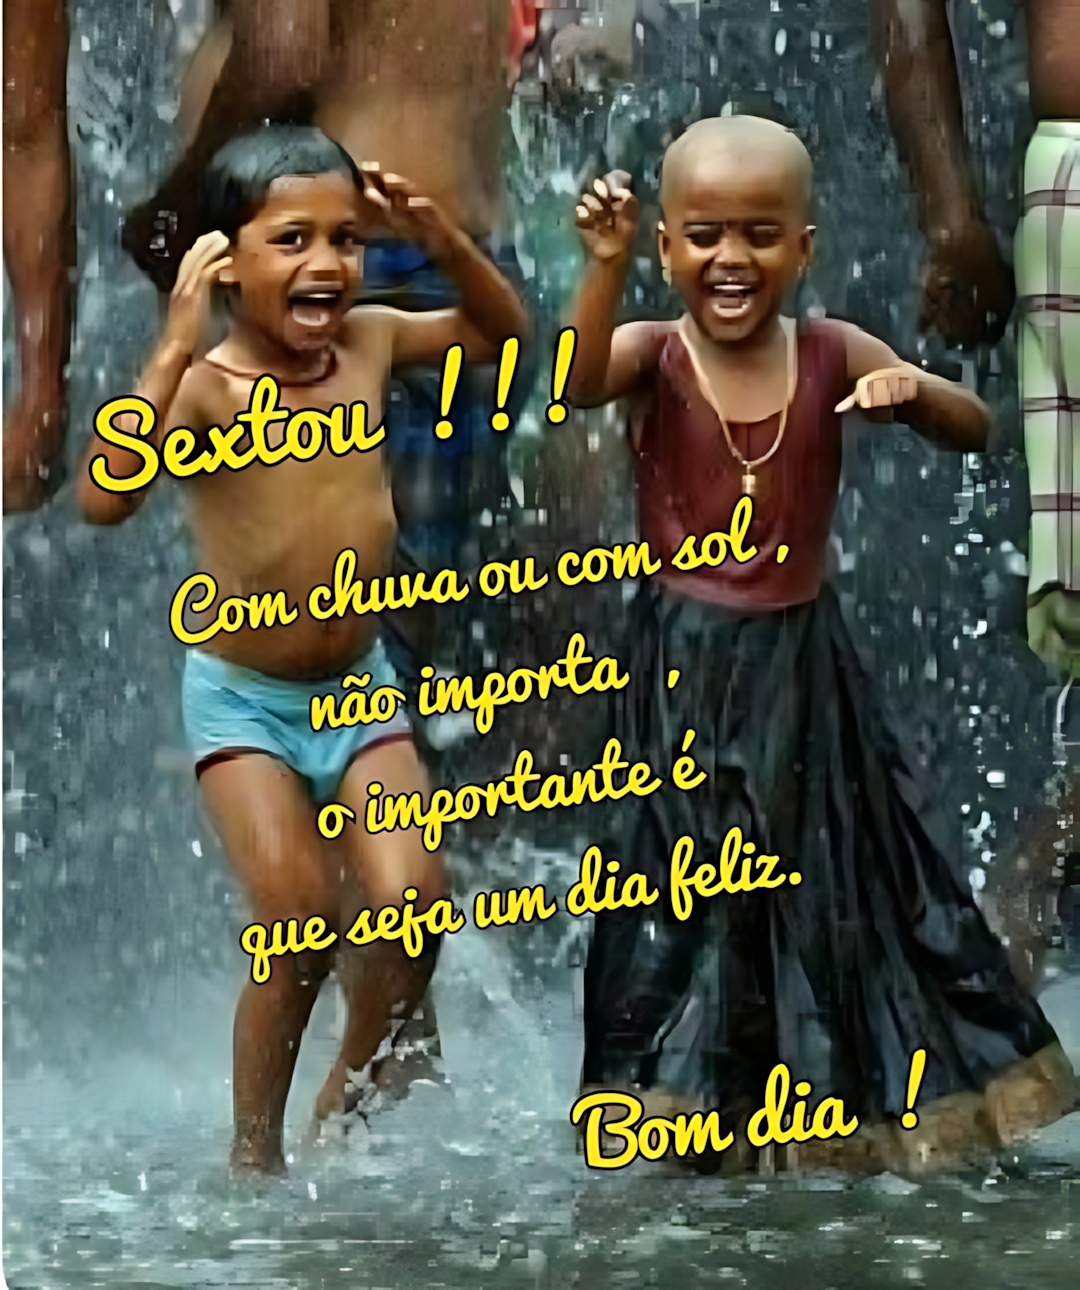 Sextou !!!
Com chuva ou com sol ,
não importa ,
o importante é
que seja um dia feliz.
Bom dia !